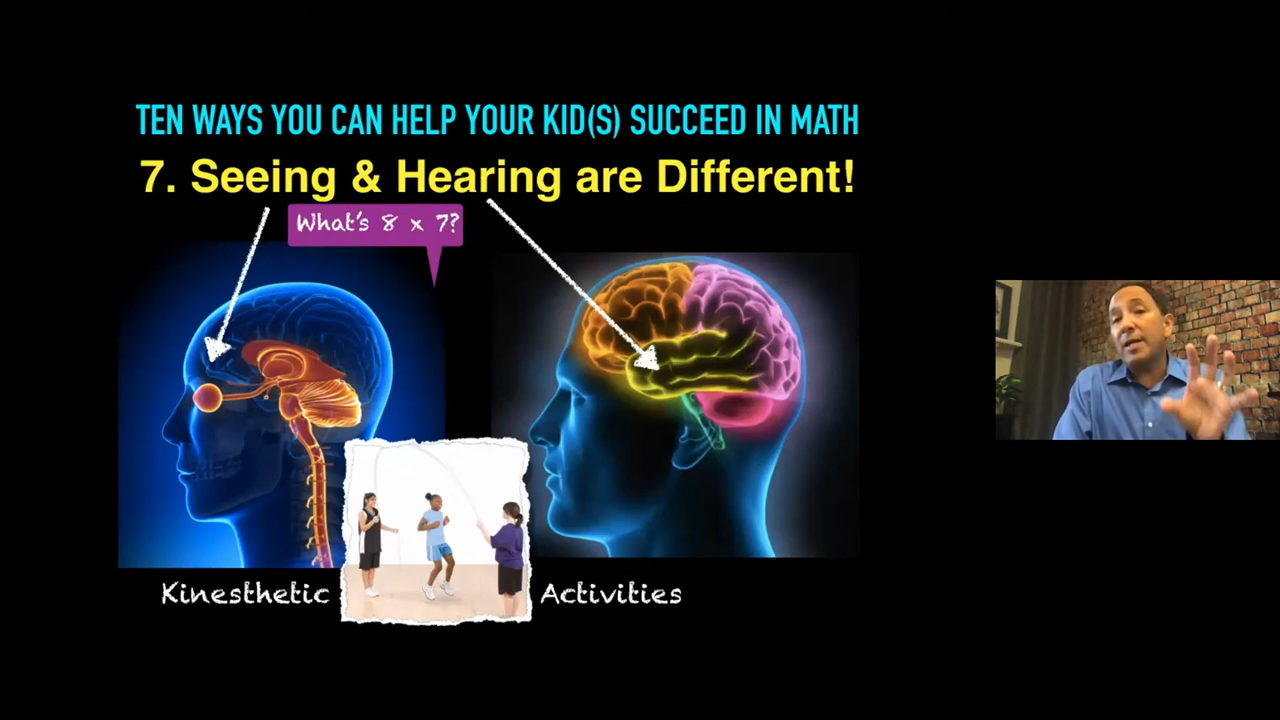 TEN WAYS YOU CAN HELP YOUR KID(S) SUCCEED IN MATH
7. Seeing & Hearing are Different!
What's 8 x 7?
Kinesthetic
Activities